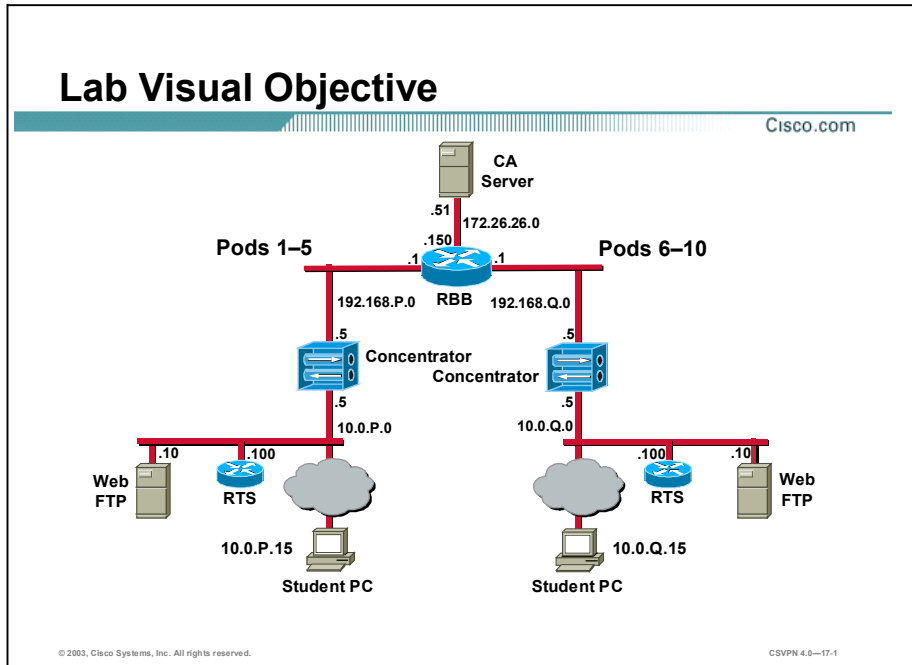 Lab Visual Objective
Cisco.com
CA
Server
.51
172.26.26.0
Pods 1–5
.150
Pods 6–10
.1
.1
RBB
192.168.P.0
192.168.Q.0
.5
.5
Concentrator
Concentrator
.5
.5
10.0.P.0
10.0.Q.0
.10
.100
.100
.10
Web
FTP
RTS
RTS
Web
FTP
10.0.P.15
10.0.Q.15
Student PC
Student PC
© 2003, Cisco Systems, Inc. All rights reserved.
CSVPN 4.0—17-1